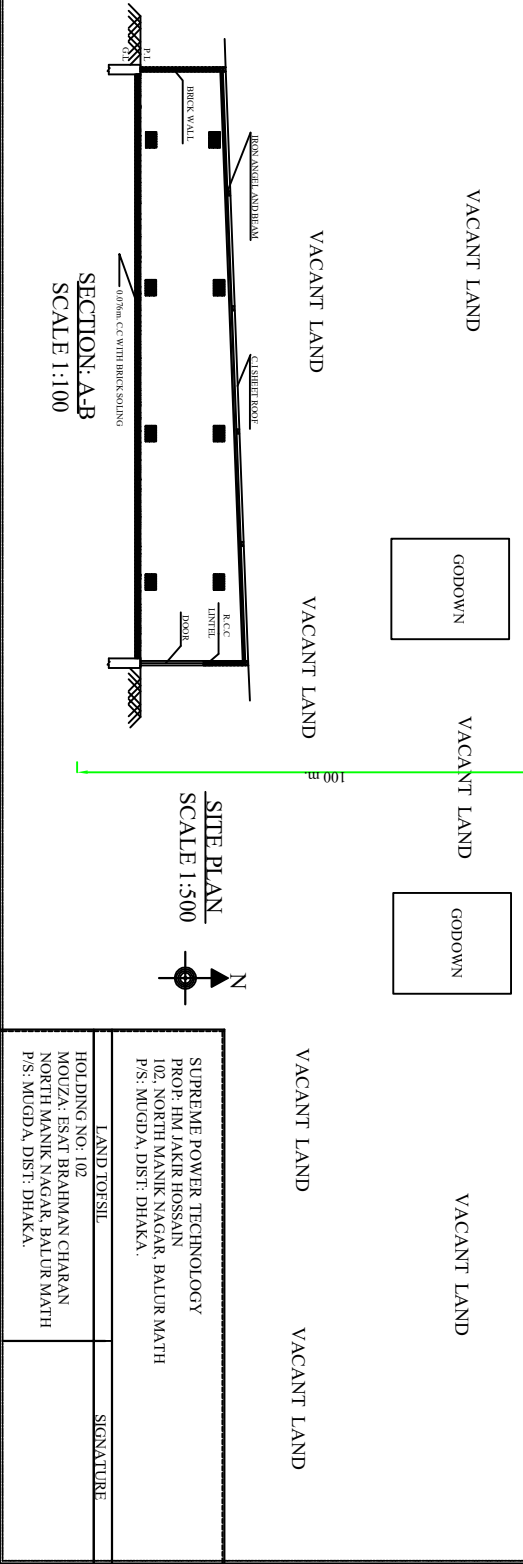 VACANT LAND
GODOWN
VACANT LAND
GODOWN
VACANT LAND
VACANT LAND
VACANT LAND
VACANT LAND
VACANT LAND
100 m.
IRON ANGEL AND BEAM
C.I SHEET ROOF
BRICK WALL
P.L
G.L
R.C.C
LINTEL
DOOR
0.076m. C.C WITH BRICK SOLING
SECTION: A-B
SCALE 1:100
SITE PLAN
SCALE 1:500
N
SUPREME POWER TECHNOLOGY
PROP: HM JAKIR HOSSAIN
102, NORTH MANIK NAGAR, BALUR MATH
P/S: MUGDA, DIST: DHAKA.
LAND TOFSIL
SIGNATURE
HOLDING NO: 102
MOUZA: ESAT BRAHMAN CHARAN
NORTH MANIK NAGAR, BALUR MATH
P/S: MUGDA, DIST: DHAKA.